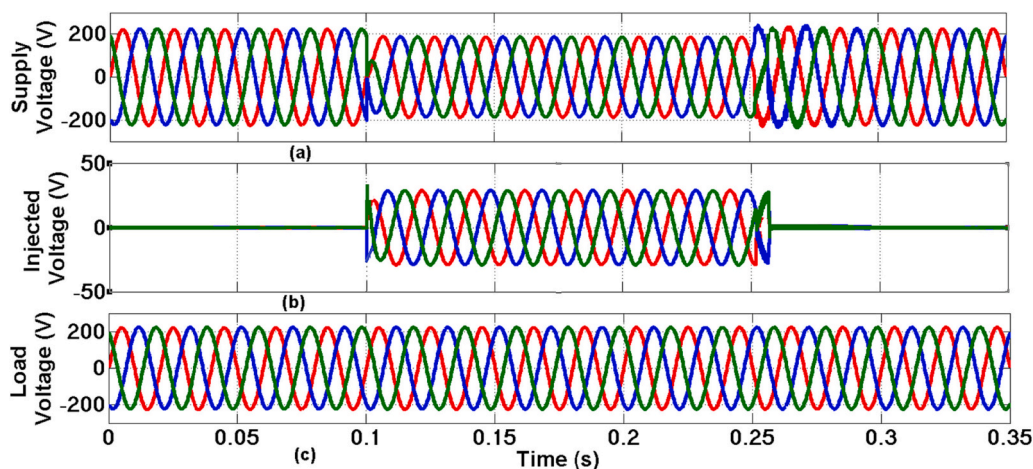 Supply
Voltage (V)
200
0
-200
(a)
Injected
Voltage (V)
50
0
-50
(b)
Load
Voltage (V)
200
0
-200
0 0.05 0.1 0.15 0.2 0.25 0.3 0.35
(c)
Time (s)